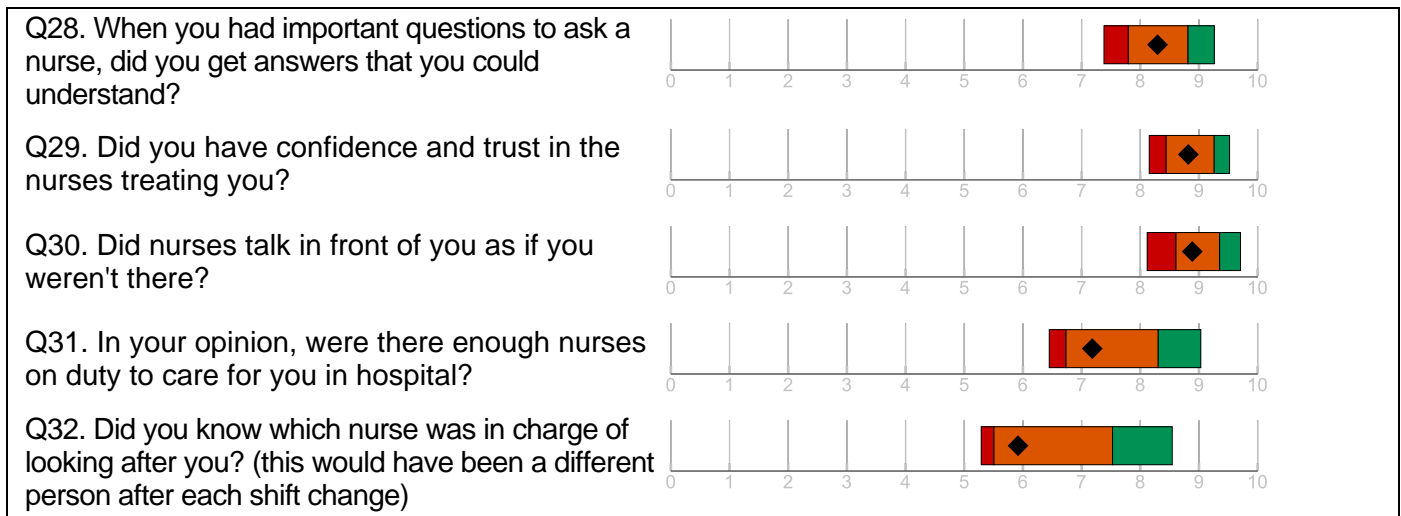 Q28. When you had important questions to ask a
nurse, did you get answers that you could
understand?
0 1 2 3 4 5 6 7 8 9 10
Q29. Did you have confidence and trust in the
nurses treating you?
0 1 2 3 4 5 6 7 8 9 10
Q30. Did nurses talk in front of you as if you
weren't there?
0 1 2 3 4 5 6 7 8 9 10
Q31. In your opinion, were there enough nurses
on duty to care for you in hospital?
0 1 2 3 4 5 6 7 8 9 10
Q32. Did you know which nurse was in charge of
looking after you? (this would have been a different
person after each shift change)
0 1 2 3 4 5 6 7 8 9 10